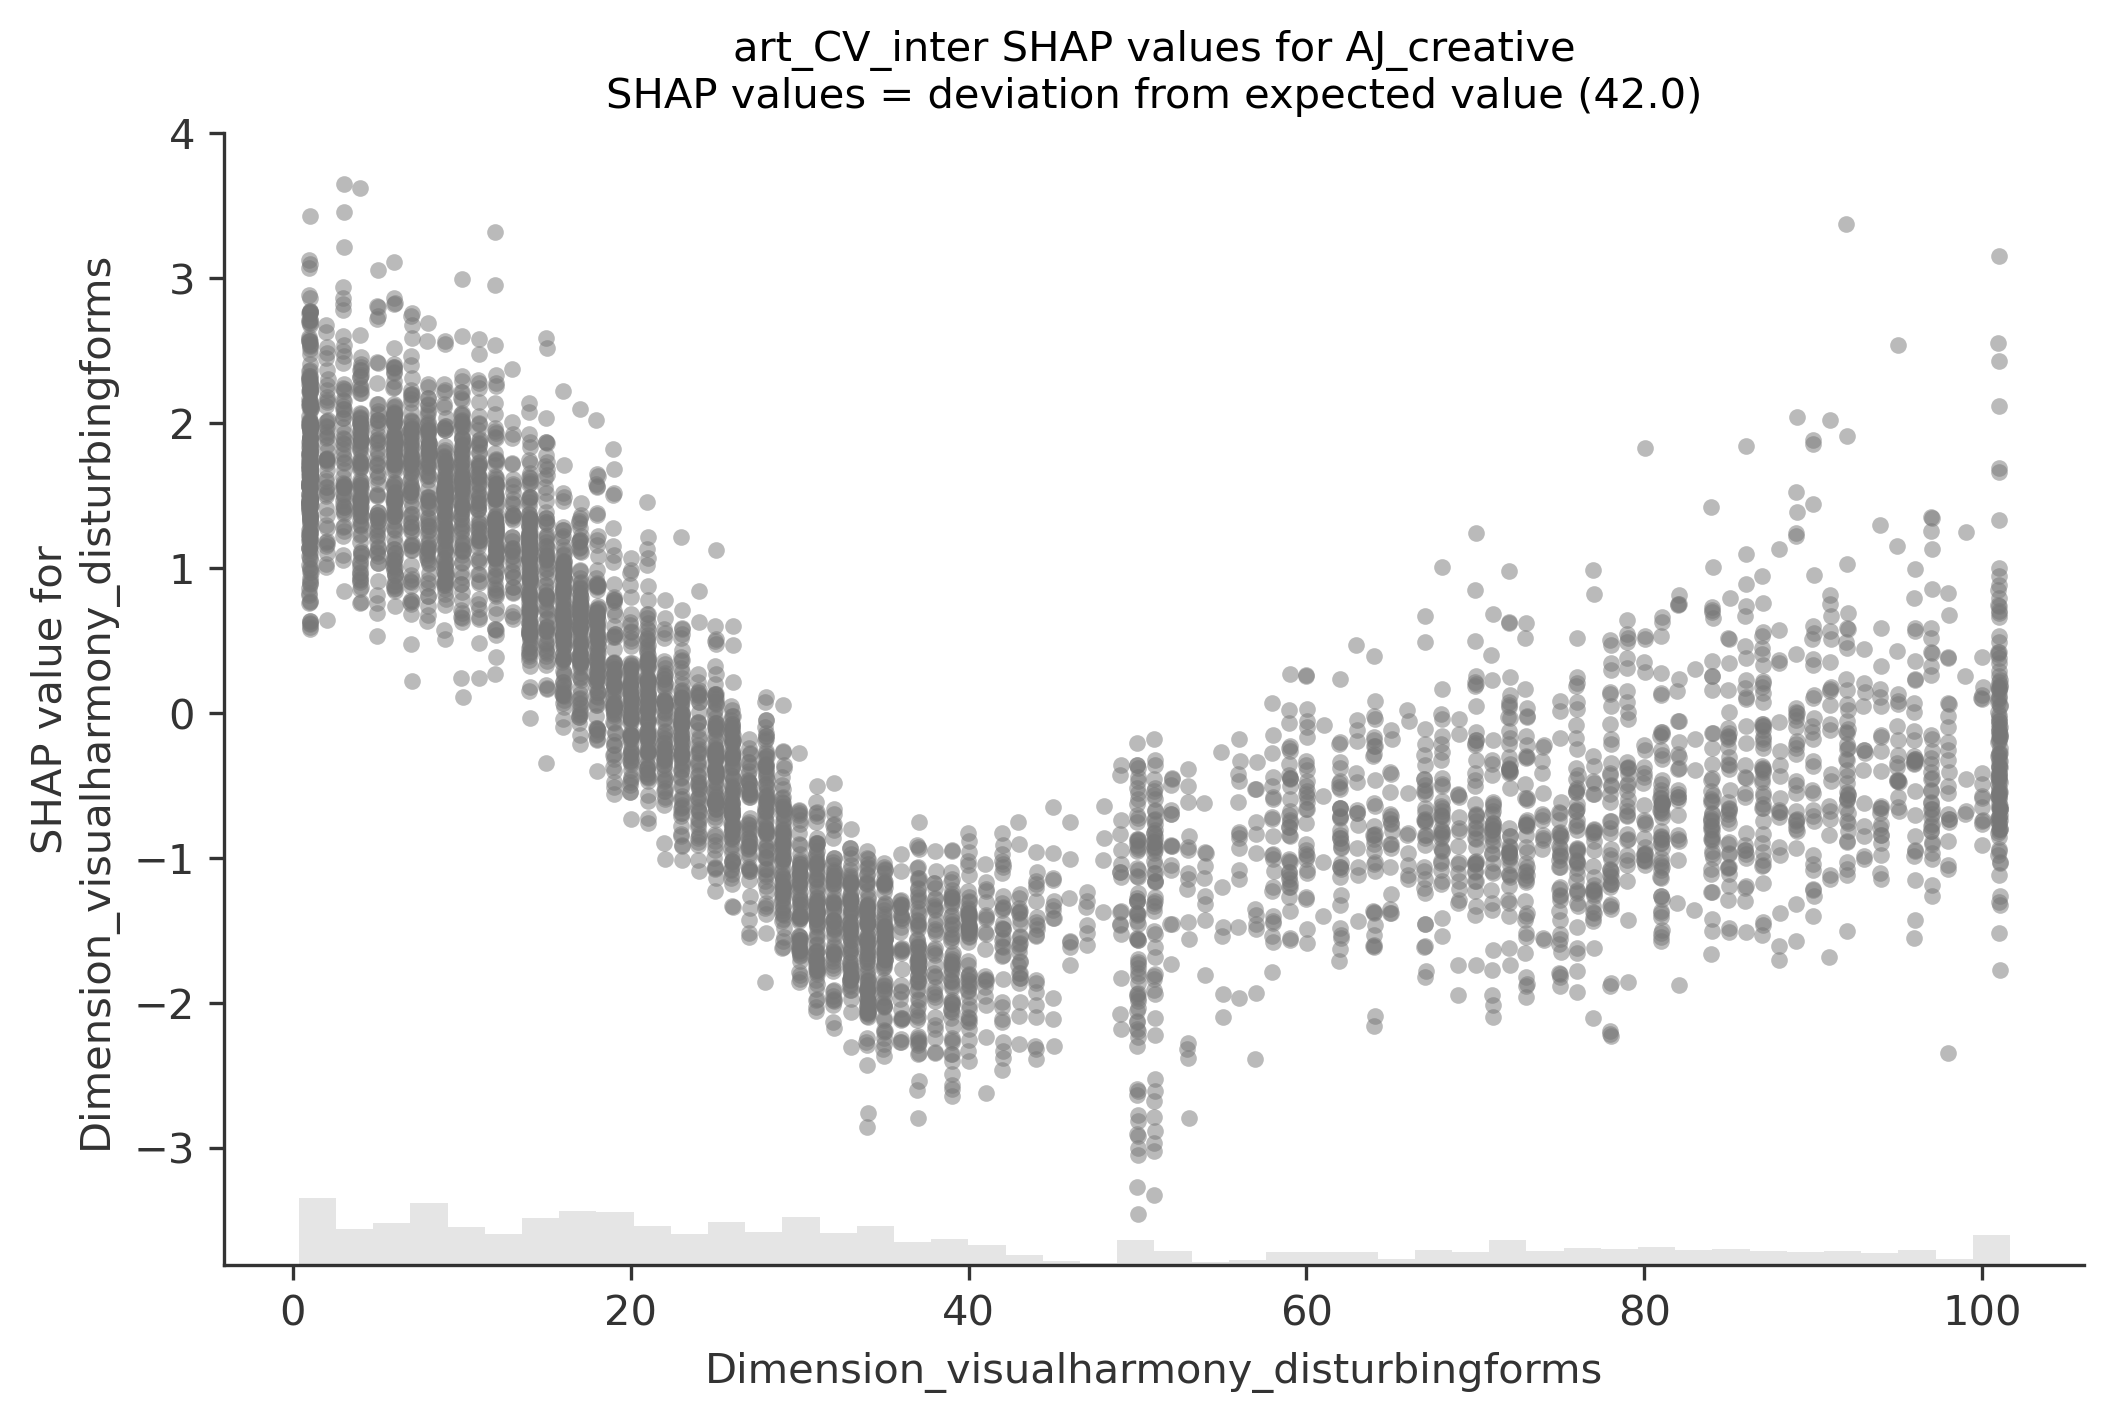 art_CV_inter SHAP values for AJ_creative
SHAP values = deviation from expected value (42.0)
SHAP value for
Dimension_visualharmony_disturbingforms
4
3
2
1
0
−1
−2
−3
0 20 40 60 80 100
Dimension_visualharmony_disturbingforms